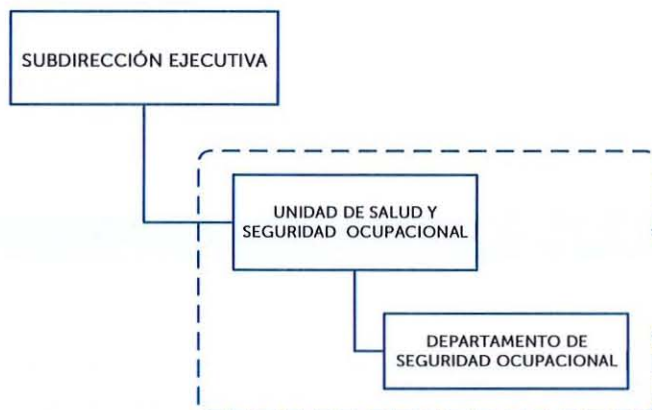 SUBDIRECCIÓN EJECUTIVA
UNIDAD DE SALUD Y
SEGURIDAD OCUPACIONAL
DEPARTAMENTO DE
SEGURIDAD OCUPACIONAL